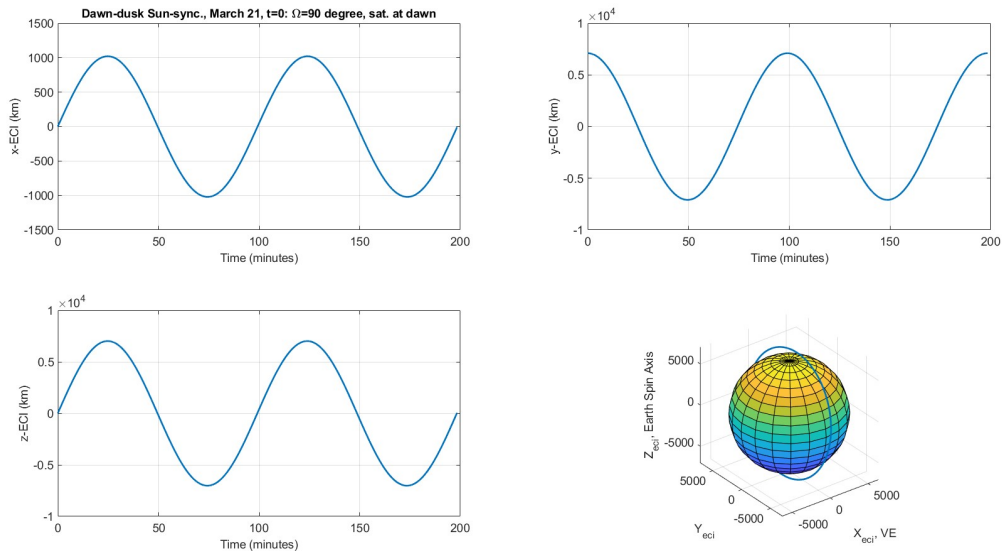 Dawn-dusk Sun-sync., March 21, t=0: Ω=90 degree, sat. at dawn
1500
1000
500
0
-500
-1000
-1500
x-ECI (km)
0 50 100 150 200
Time (minutes)
×10⁴
1
0.5
0
-0.5
-1
y-ECI (km)
0 50 100 150 200
Time (minutes)
×10⁴
1
0.5
0
-0.5
-1
z-ECI (km)
0 50 100 150 200
Time (minutes)
5000
0
-5000
Z_eci, Earth Spin Axis
5000
0
-5000
Y_eci
-5000
0
5000
X_eci, VE